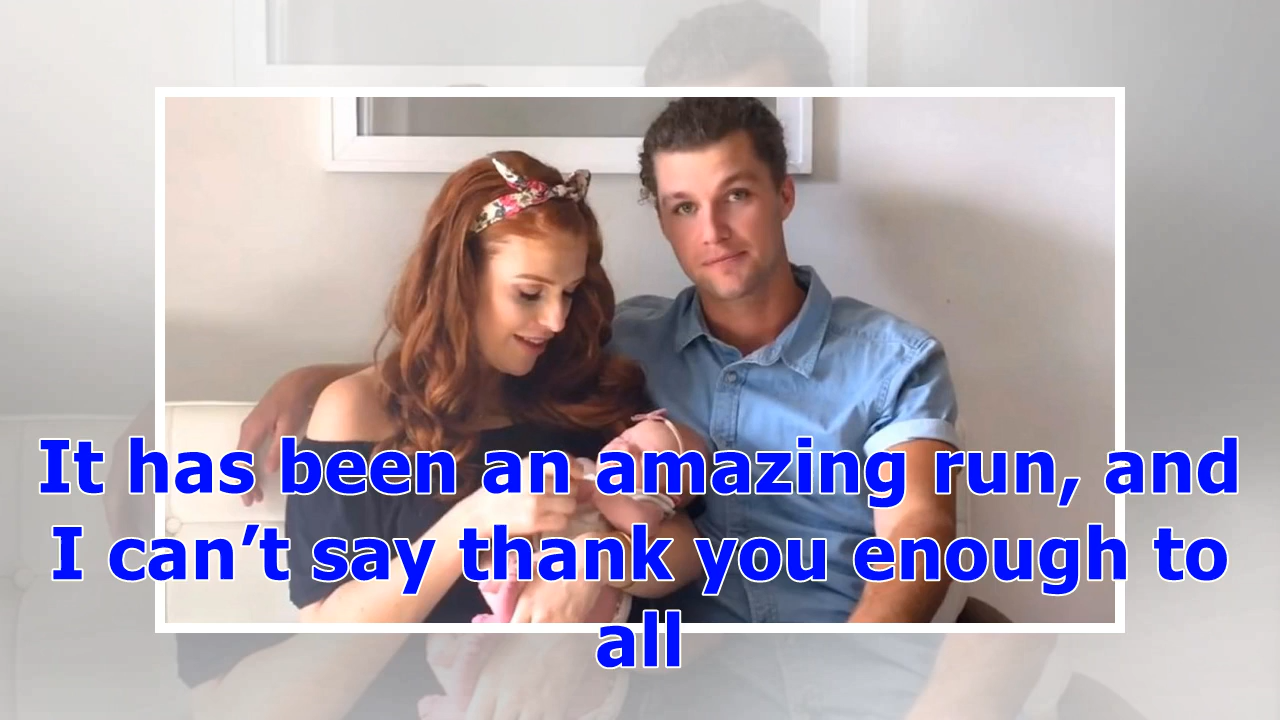 It has been an amazing run, and
I can’t say thank you enough to
all